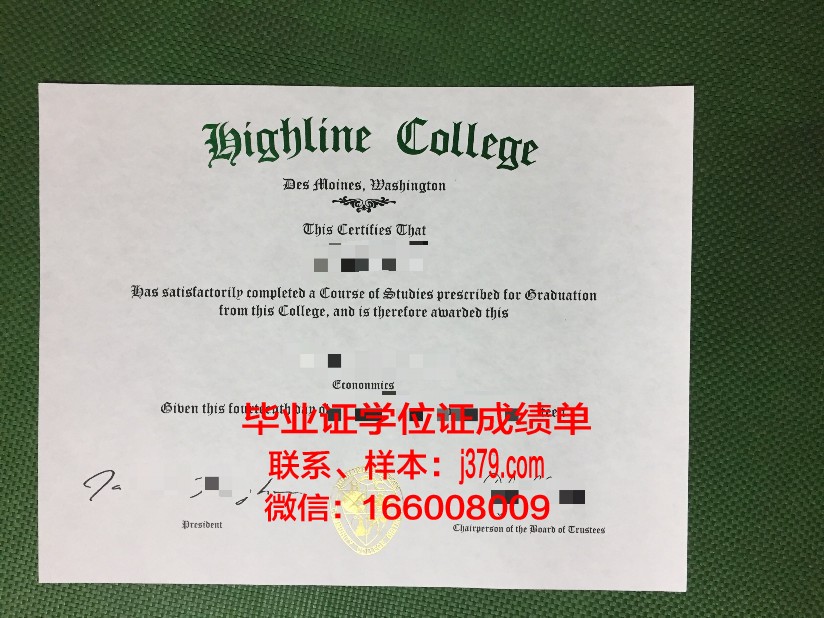 Highline College
Des Moines, Washington
This Certifies That
Has satisfactorily completed a Course of Studies prescribed for Graduation
from this College, and is therefore awarded this
Econonmics
Given this fourteenth day
毕业证学位证成绩单
联系、样本：j379.com
微信：166008009
President
Chairperson of the Board of Trustees